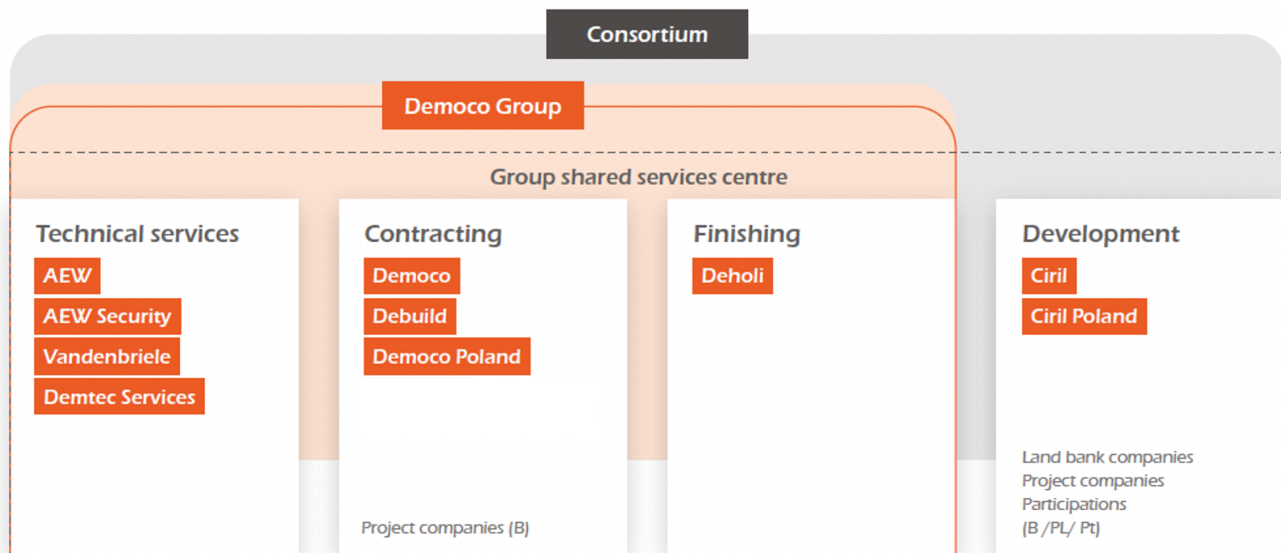 Consortium
Democo Group
Group shared services centre
Technical services
AEW
AEW Security
Vandenbriele
Demtec Services
Contracting
Democo
Debuild
Democo Poland
Project companies (B)
Finishing
Deholi
Development
Ciril
Ciril Poland
Land bank companies
Project companies
Participations
(B /PL/ Pt)